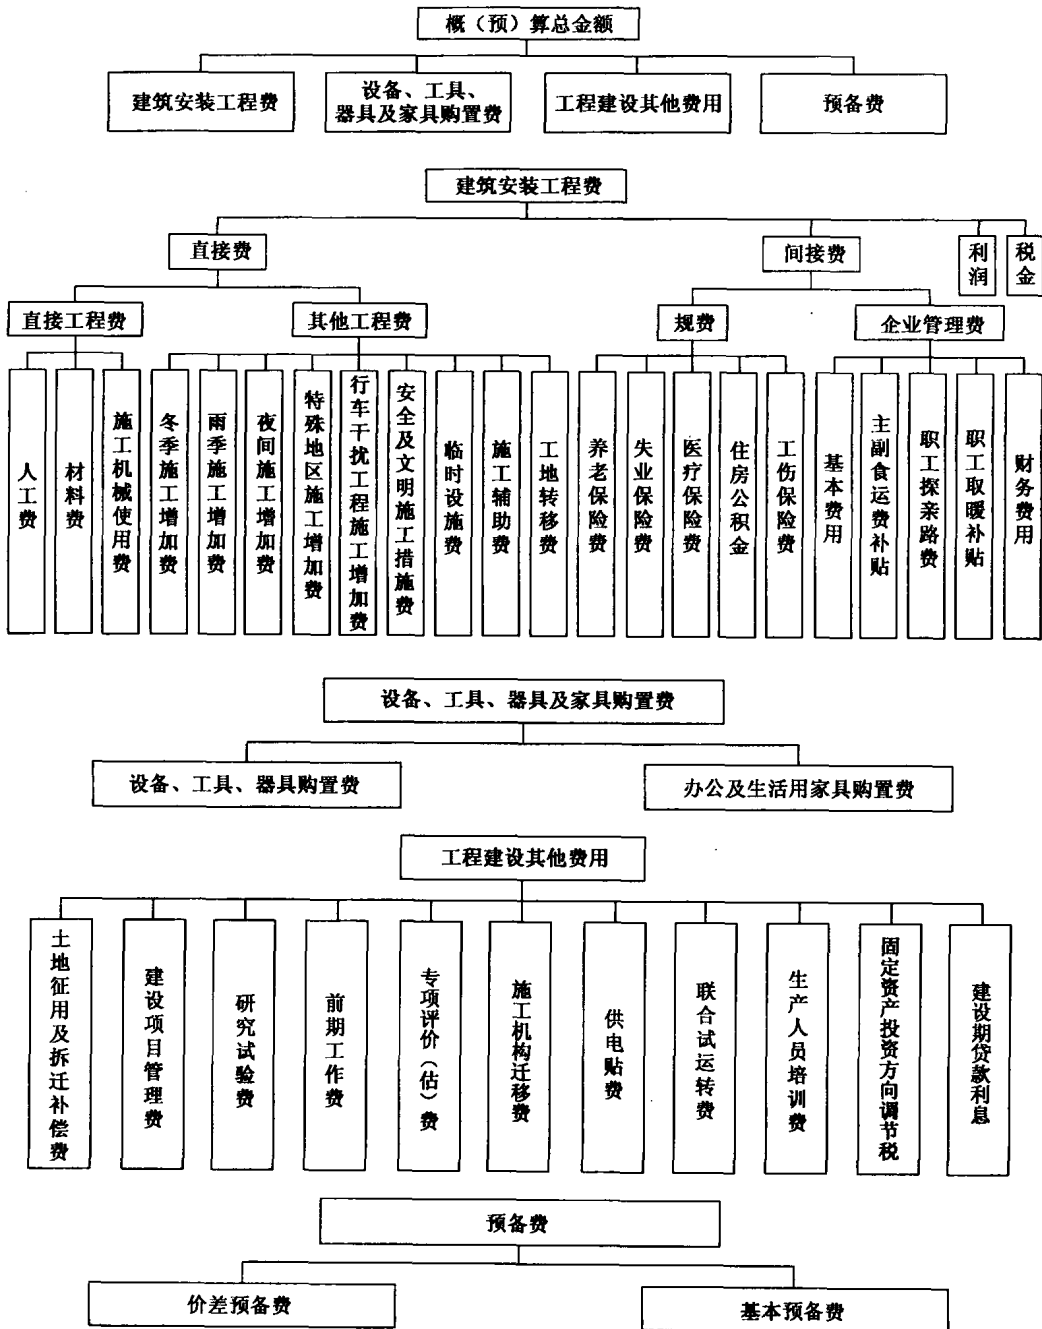 概（预）算总金额
建筑安装工程费
设备、工具、
器具及家具购置费
工程建设其他费用
预备费
建筑安装工程费
直接费
间接费
利润
税金
直接工程费
其他工程费
规费
企业管理费
人工费
材料费
施工机械使用费
冬季施工增加费
雨季施工增加费
夜间施工增加费
特殊地区施工增加费
行车干扰工程施工增加费
安全及文明施工措施费
临时设施费
施工辅助费
工地转移费
养老保险费
失业保险费
医疗保险费
住房公积金
工伤保险费
基本费用
主副食运费补贴
职工探亲路费
职工取暖补贴
财务费用
设备、工具、器具及家具购置费
设备、工具、器具购置费
办公及生活用家具购置费
工程建设其他费用
土地征用及拆迁补偿费
建设项目管理费
研究试验费
前期工作费
专项评价（估）费
施工机构迁移费
供电贴费
联合试运转费
生产人员培训费
固定资产投资方向调节税
建设期贷款利息
预备费
价差预备费
基本预备费